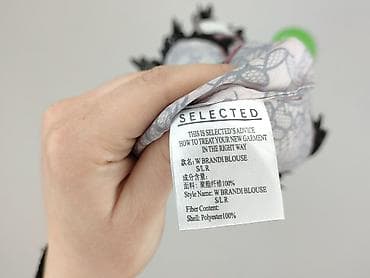 SELECTED
THIS IS SELECTED'S ADVICE
HOW TO TREAT YOUR NEW GARMENT
IN THE RIGHT WAY
款名: W BRANDI BLOUSE
S/L R
成分含量:
面料: 聚酯纤维100%
Style Name: W BRANDI BLOUSE
S/L R
Fiber Content:
Shell: Polyester100%